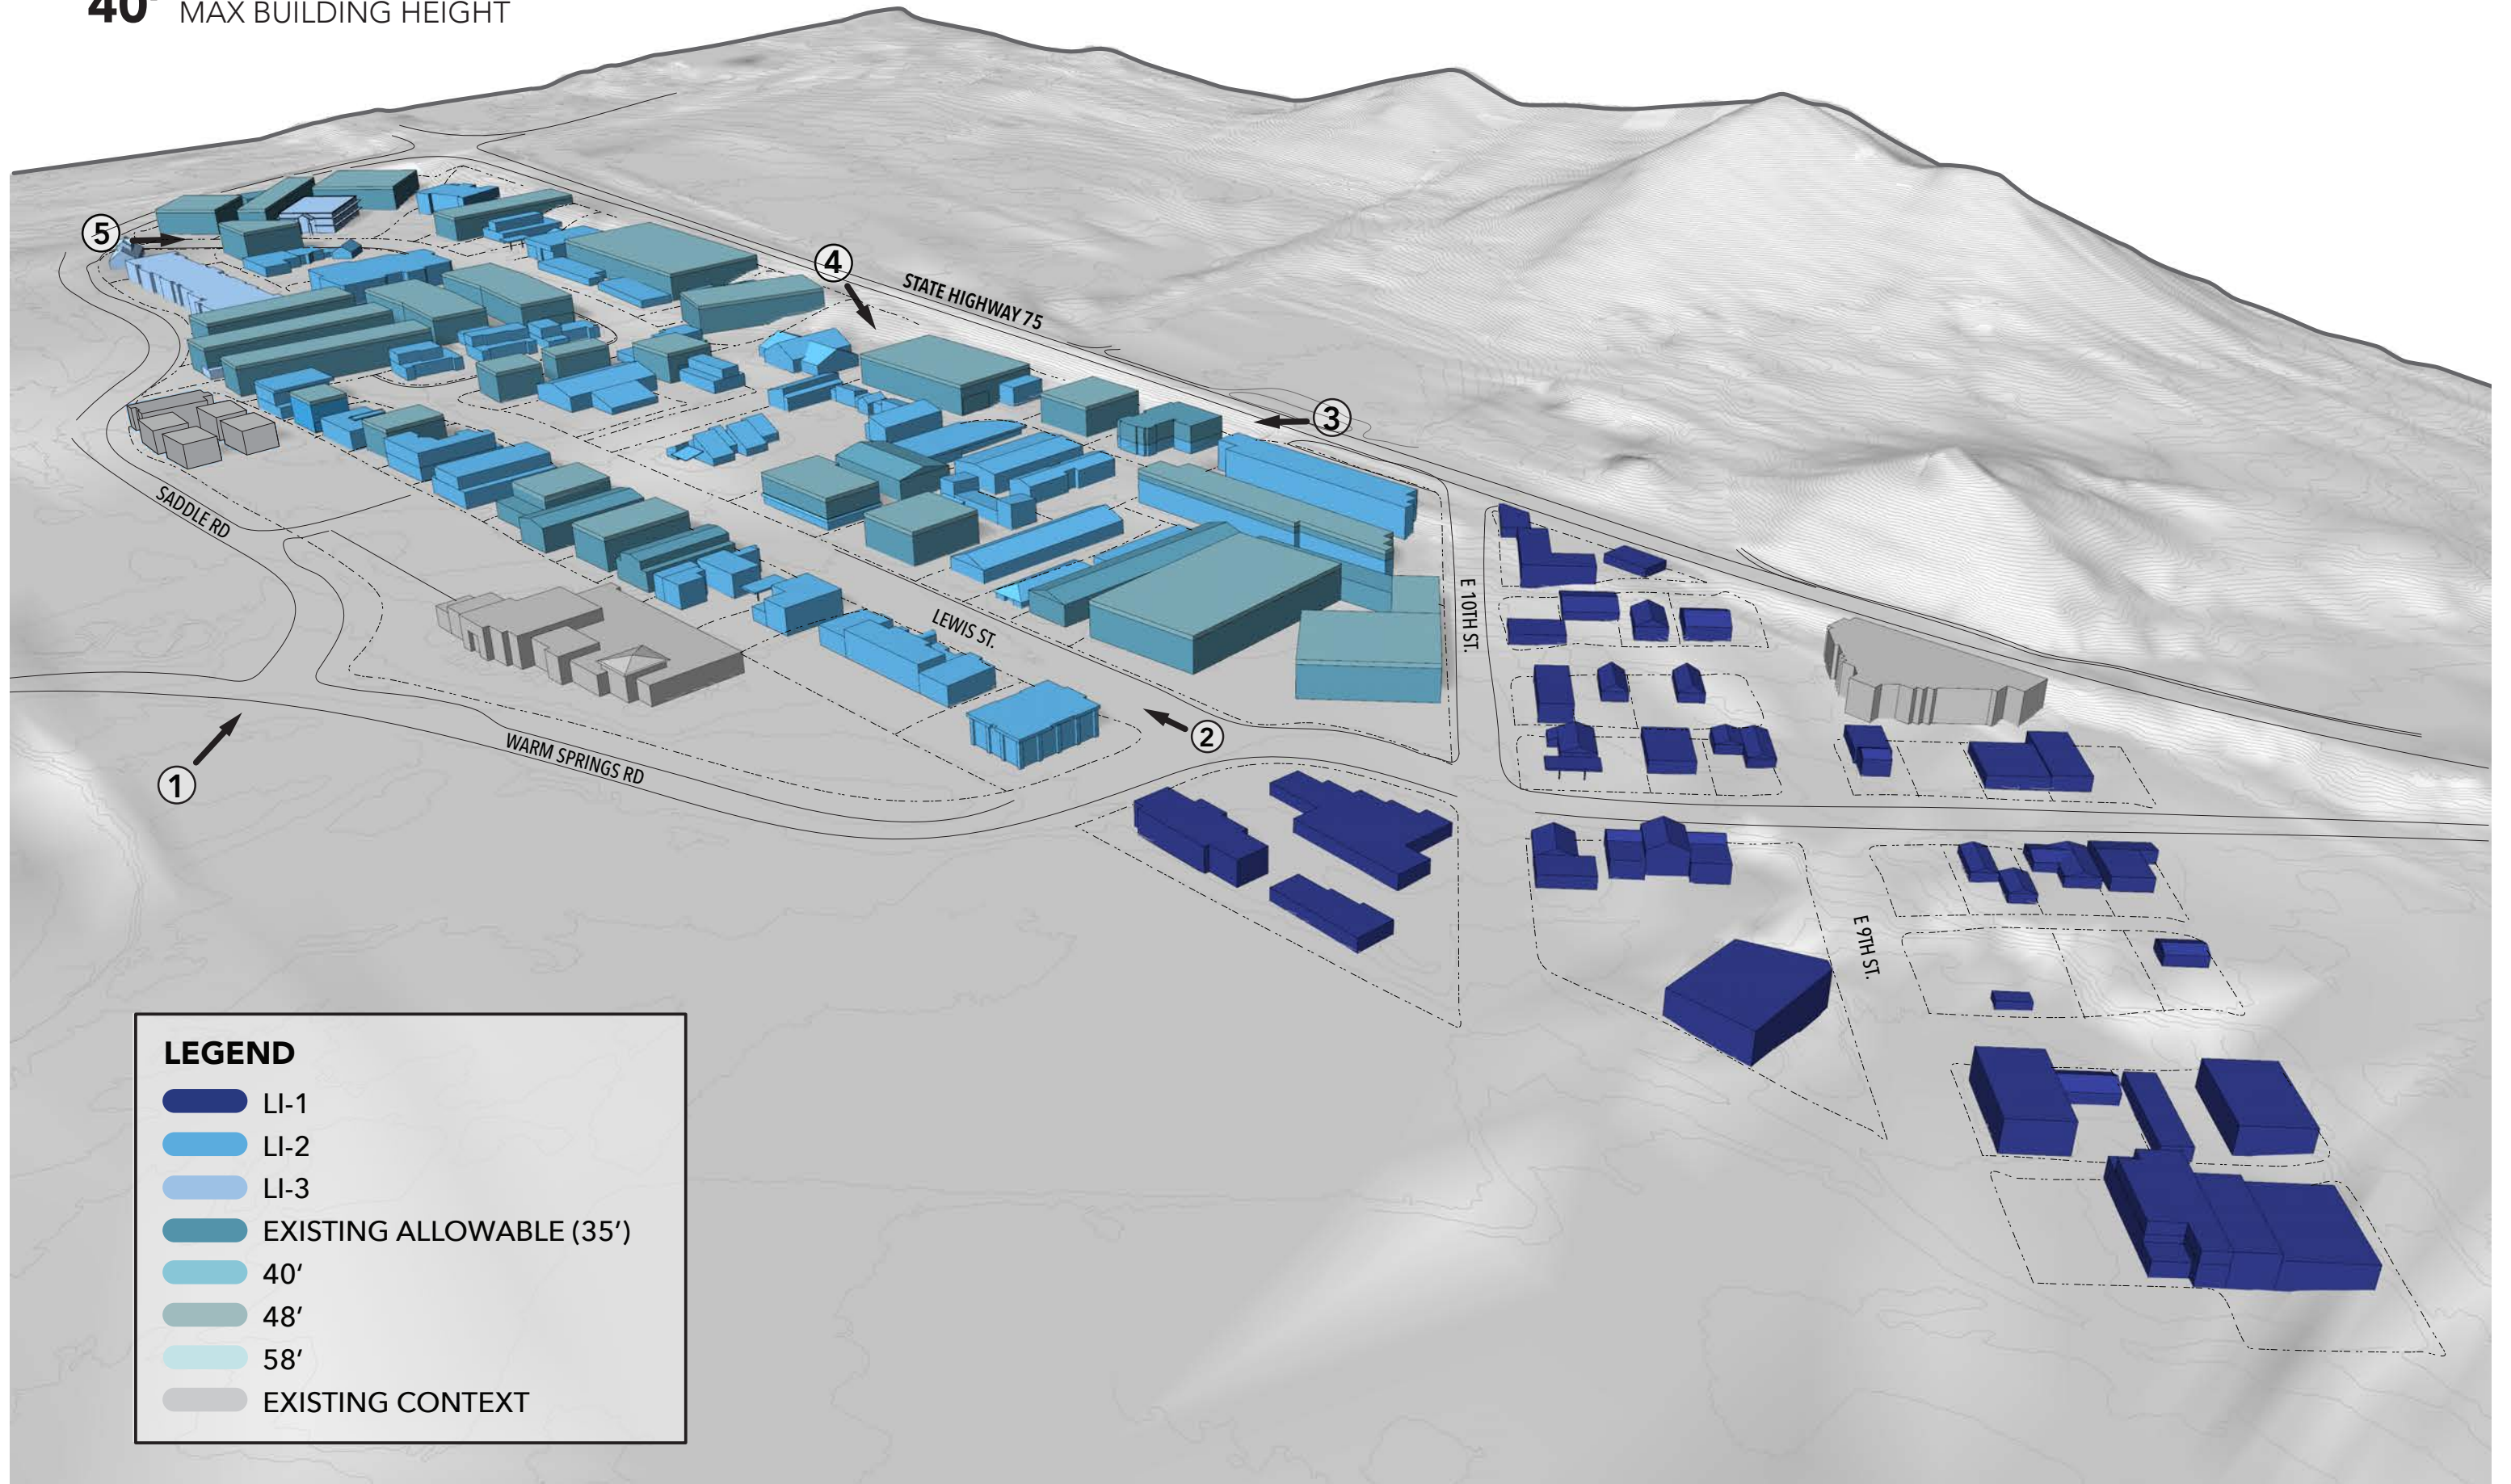 40' MAX BUILDING HEIGHT
5
4
STATE HIGHWAY 75
3
SADDLE RD
E 10TH ST.
LEWIS ST.
2
WARM SPRINGS RD
1
E 9TH ST.
LEGEND
LI-1
LI-2
LI-3
EXISTING ALLOWABLE (35')
40'
48'
58'
EXISTING CONTEXT